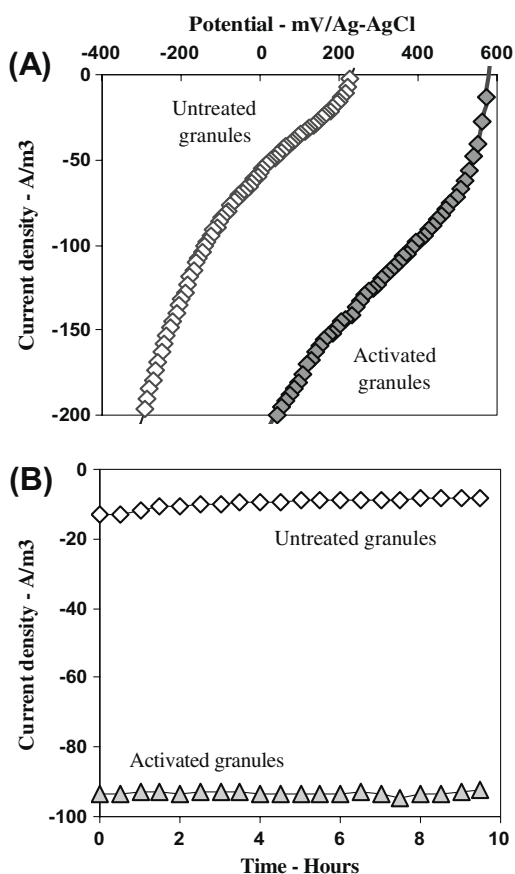 Potential - mV/Ag-AgCl
-400 -200 0 200 400 600
(A)
0
-50
-100
-150
-200
Current density - A/m3
Untreated
granules
Activated
granules
(B)
0
-20
-40
-60
-80
-100
Current density - A/m3
Untreated granules
Activated granules
0 2 4 6 8 10
Time - Hours